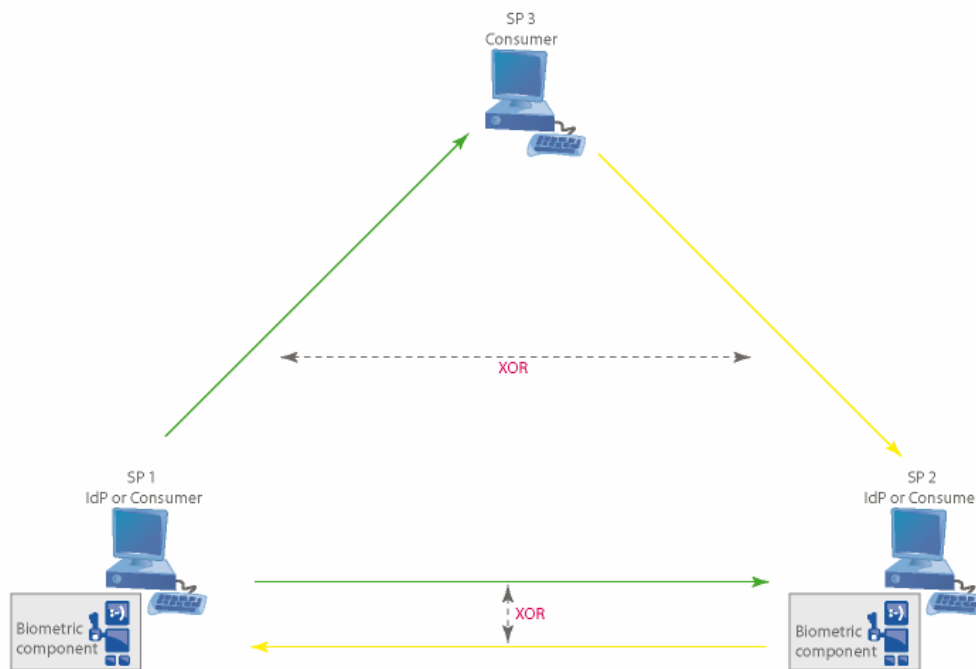 SP 3
Consumer
XOR
SP 1
IdP or Consumer
SP 2
IdP or Consume
XOR
Biometric
component
:-)
Biometric
component
:-)